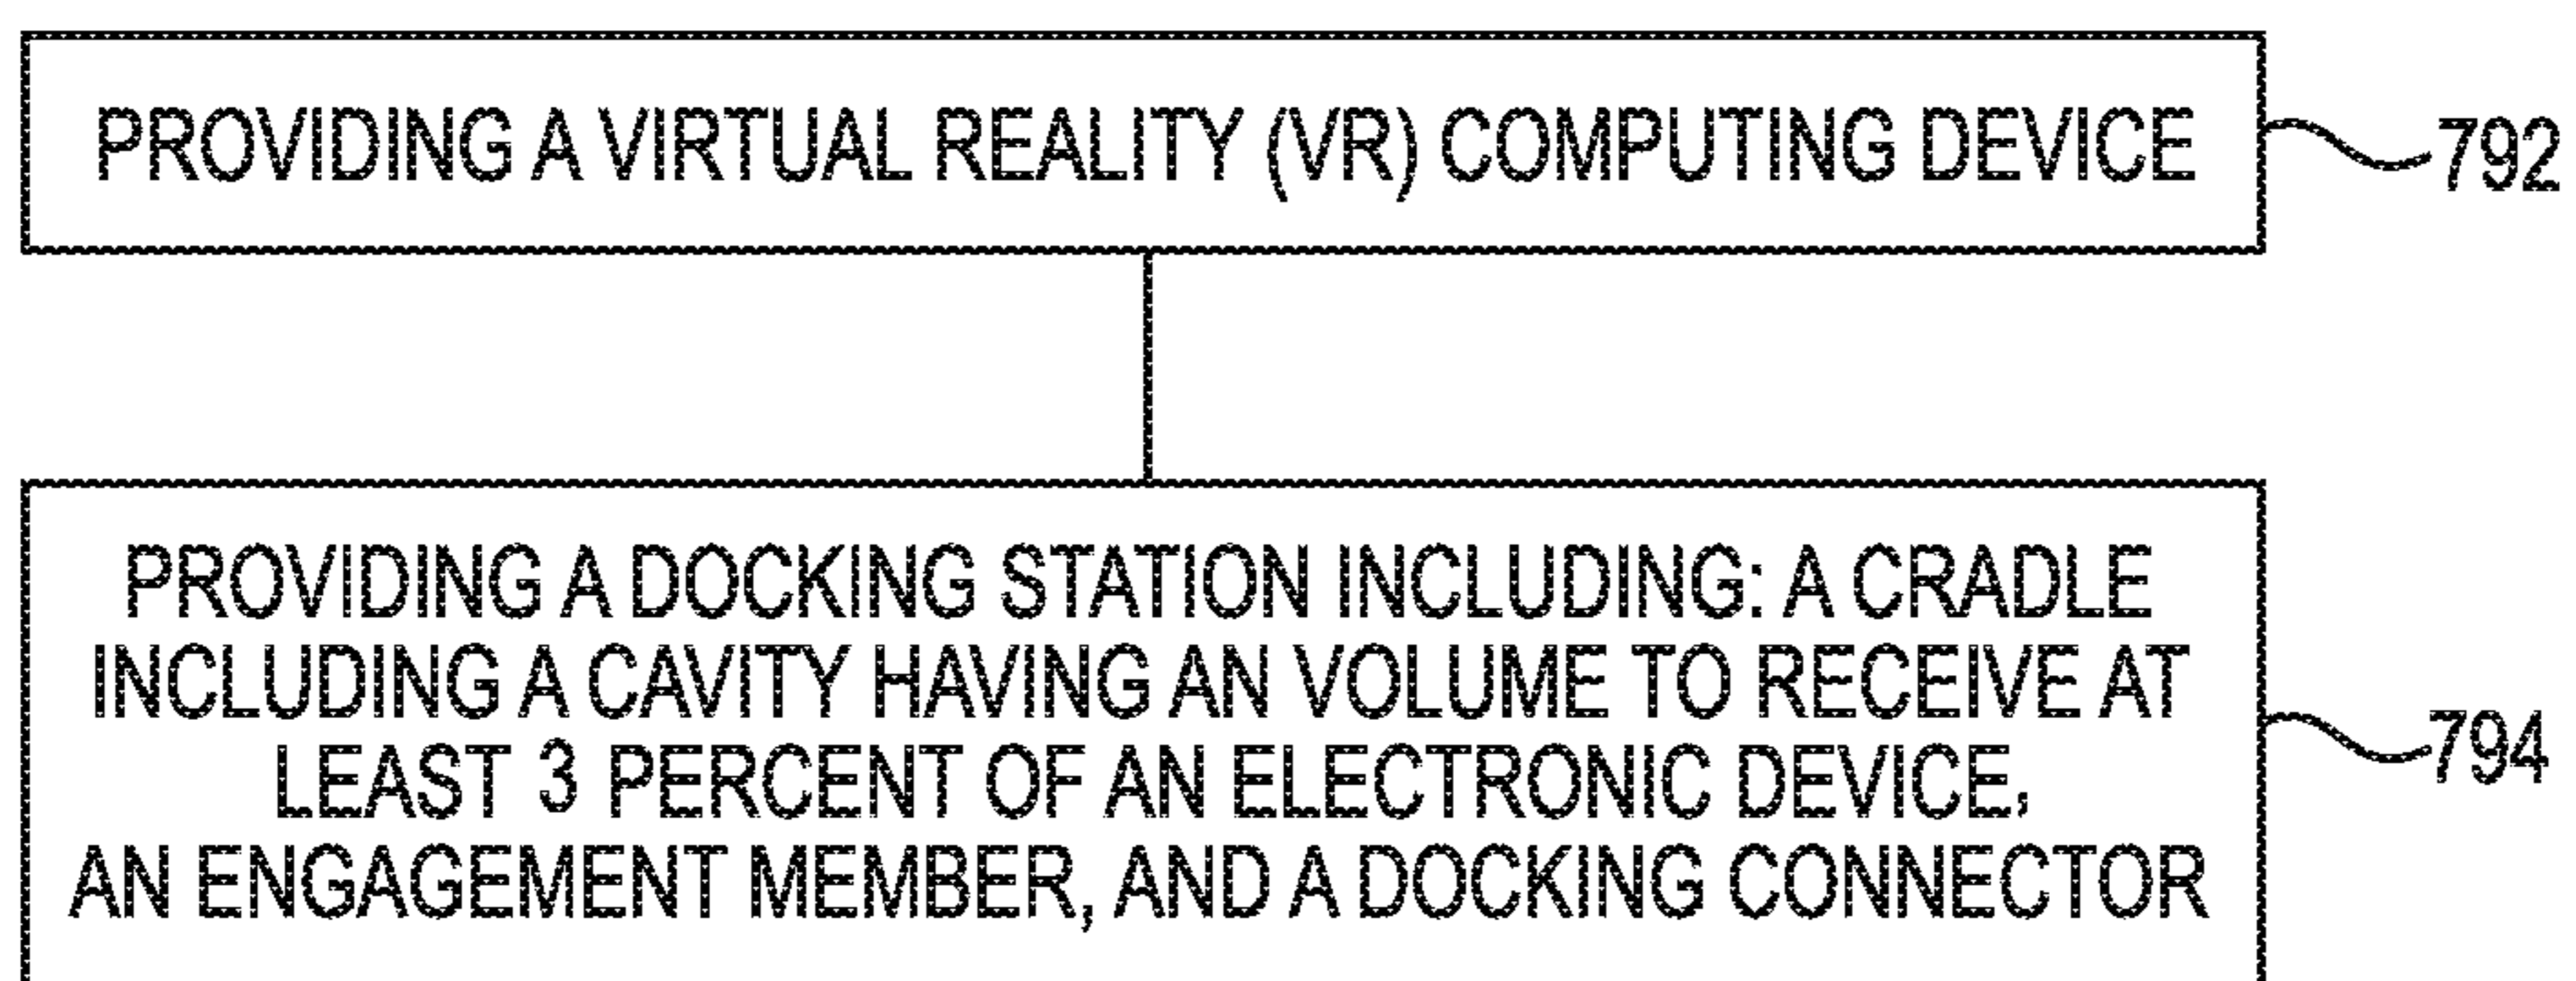 PROVIDING A VIRTUAL REALITY (VR) COMPUTING DEVICE
792
PROVIDING A DOCKING STATION INCLUDING: A CRADLE
INCLUDING A CAVITY HAVING AN VOLUME TO RECEIVE AT
LEAST 3 PERCENT OF AN ELECTRONIC DEVICE,
AN ENGAGEMENT MEMBER, AND A DOCKING CONNECTOR
794